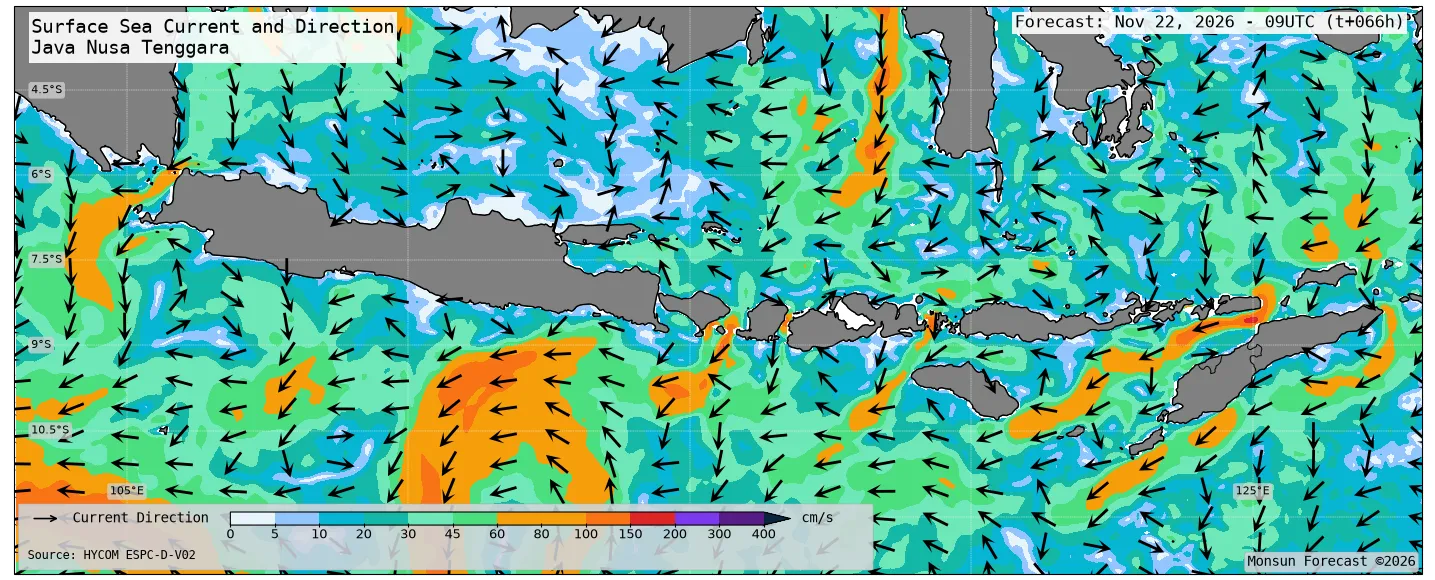 Surface Sea Current and Direction
Java Nusa Tenggara
Forecast: Nov 22, 2026 - 09UTC (t+066h)
4.5°S
6°S
7.5°S
9°S
10.5°S
105°E
125°E
Current Direction
0 5 10 20 30 45 60 80 100 150 200 300 400
cm/s
Source: HYCOM ESPC-D-V02
Monsun Forecast ©2026